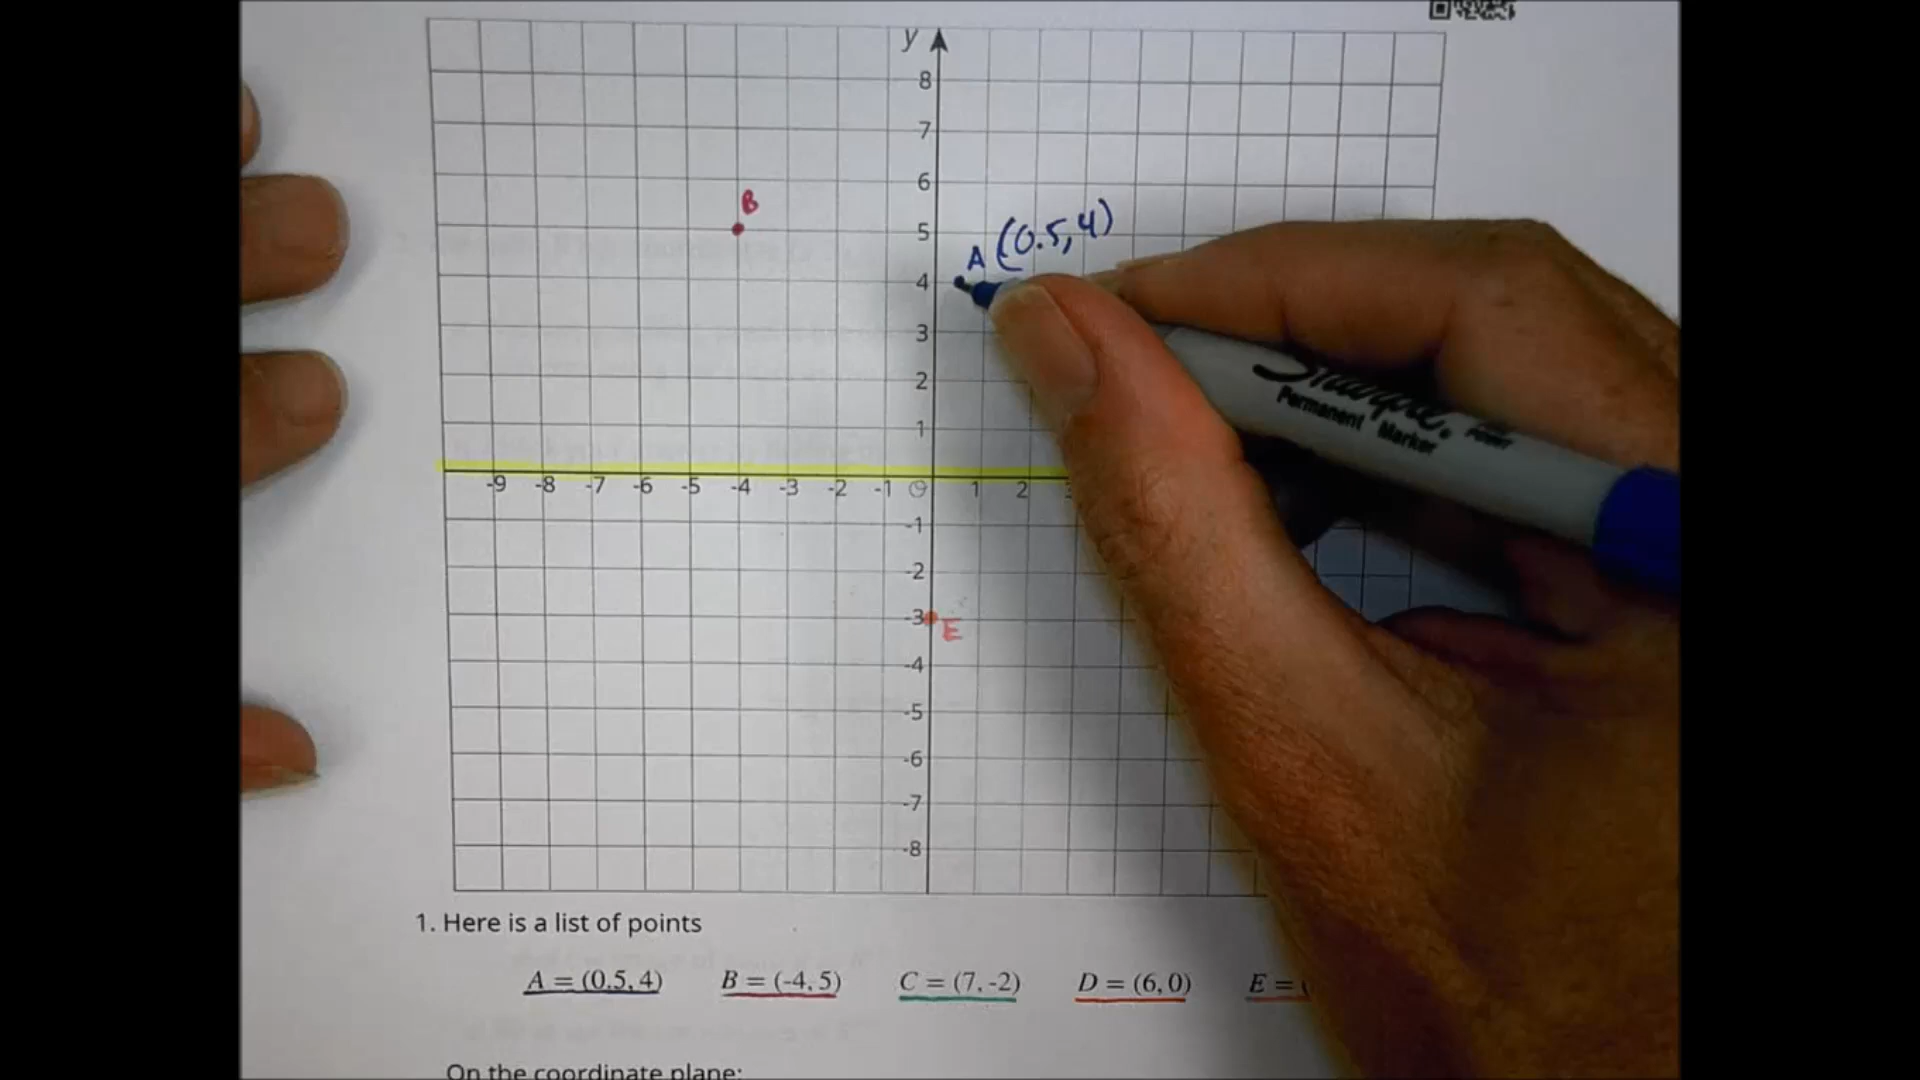 y
8
7
6
B
5
A (0.5,4)
4
3
2
1
-9 -8 -7 -6 -5 -4 -3 -2 -1 O 1 2
-1
-2
-3
E
-4
-5
-6
-7
-8
Sharpie.
Permanent Marker
1. Here is a list of points
A = (0.5, 4) B = (-4, 5) C = (7, -2) D = (6, 0) E = (
On the coordinate plane: